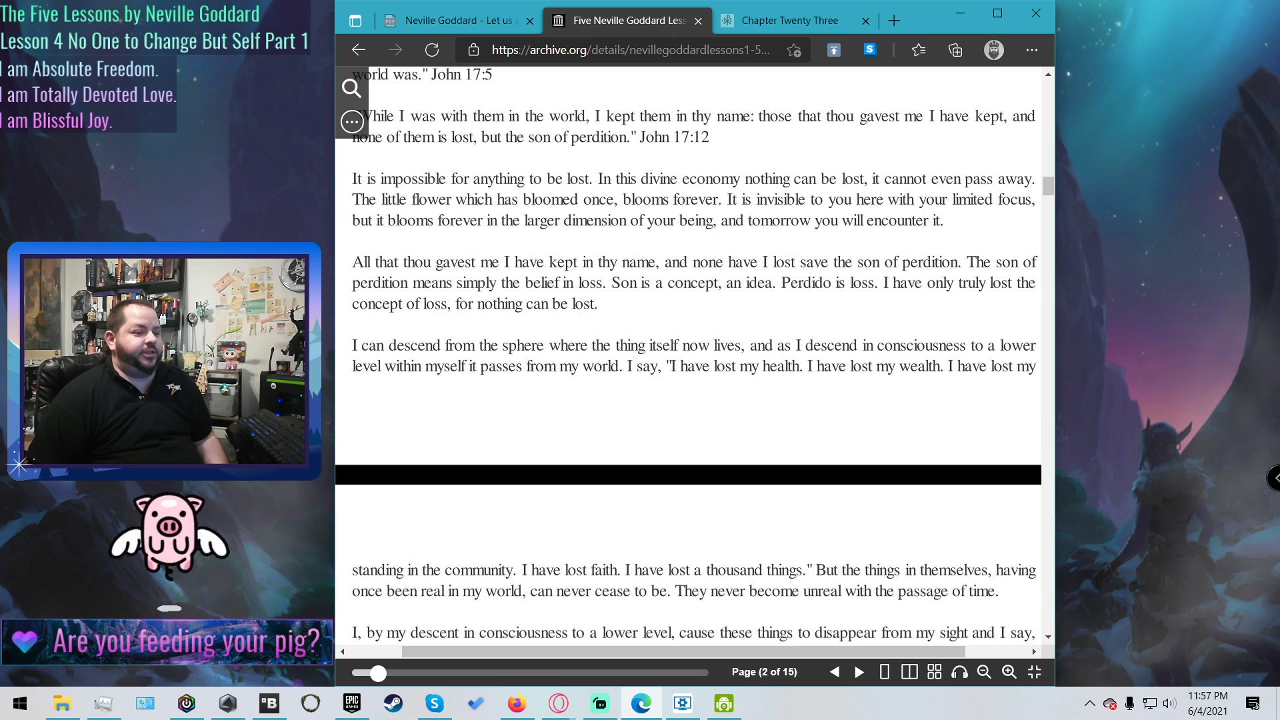 The Five Lessons by Neville Goddard
Lesson 4 No One to Change But Self Part 1
I am Absolute Freedom.
I am Totally Devoted Love.
I am Blissful Joy.
Neville Goddard - Let us
Five Neville Goddard Less
Chapter Twenty Three
https://archive.org/details/nevillegoddardlessons1-5...
world was." John 17:5
While I was with them in the world, I kept them in thy name: those that thou gavest me I have kept, and
none of them is lost, but the son of perdition." John 17:12
It is impossible for anything to be lost. In this divine economy nothing can be lost, it cannot even pass away.
The little flower which has bloomed once, blooms forever. It is invisible to you here with your limited focus,
but it blooms forever in the larger dimension of your being, and tomorrow you will encounter it.
All that thou gavest me I have kept in thy name, and none have I lost save the son of perdition. The son of
perdition means simply the belief in loss. Son is a concept, an idea. Perdido is loss. I have only truly lost the
concept of loss, for nothing can be lost.
I can descend from the sphere where the thing itself now lives, and as I descend in consciousness to a lower
level within myself it passes from my world. I say, "I have lost my health. I have lost my wealth. I have lost my
standing in the community. I have lost faith. I have lost a thousand things." But the things in themselves, having
once been real in my world, can never cease to be. They never become unreal with the passage of time.
I, by my descent in consciousness to a lower level, cause these things to disappear from my sight and I say,
Are you feeding your pig?
Page (2 of 15)
11:57 PM
6/4/2021